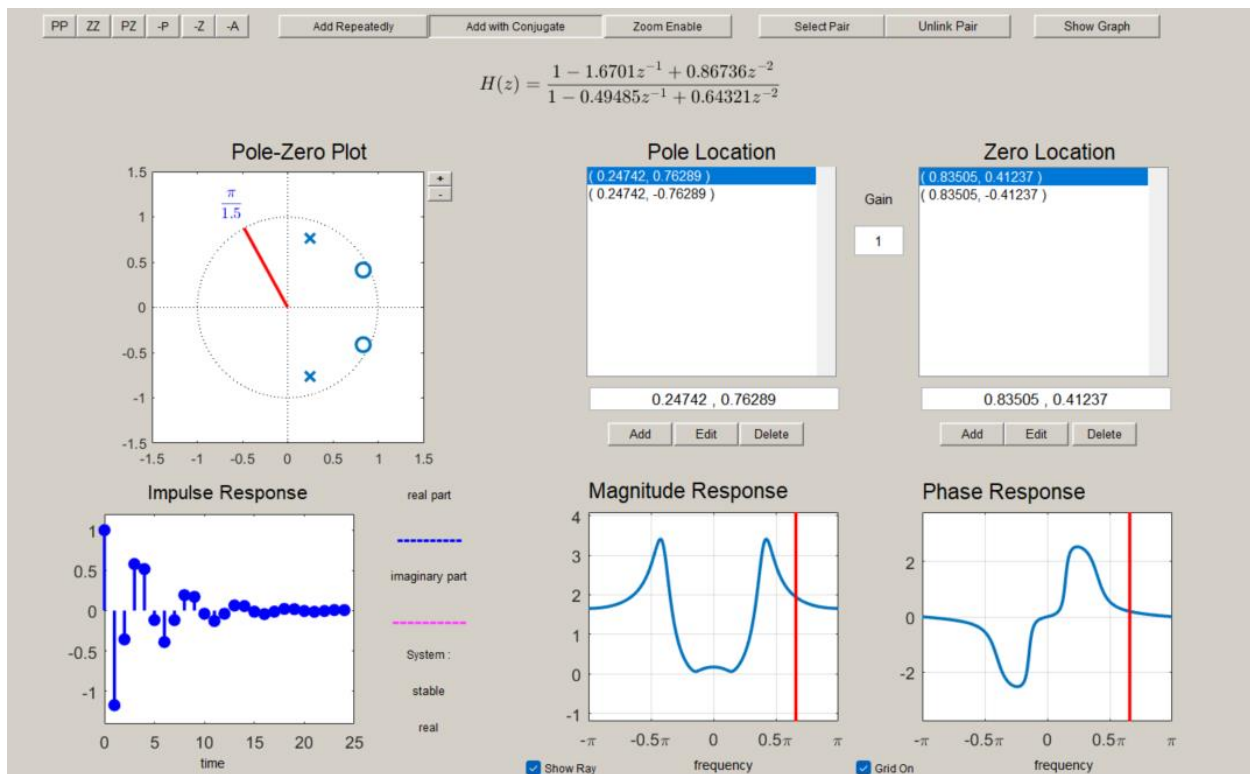 PP ZZ PZ -P -Z -A Add Repeatedly Add with Conjugate Zoom Enable Select Pair Unlink Pair Show Graph
H(z) = \frac{1 - 1.6701z^{-1} + 0.86736z^{-2}}{1 - 0.49485z^{-1} + 0.64321z^{-2}}
Pole-Zero Plot
1.5
1
0.5
0
-0.5
-1
-1.5
-1.5 -1 -0.5 0 0.5 1 1.5
π
1.5
+
-
Pole Location
( 0.24742, 0.76289 )
( 0.24742, -0.76289 )
0.24742 , 0.76289
Add Edit Delete
Gain
1
Zero Location
( 0.83505, 0.41237 )
( 0.83505, -0.41237 )
0.83505 , 0.41237
Add Edit Delete
Impulse Response
1
0.5
0
-0.5
-1
0 5 10 15 20 25
time
real part
imaginary part
System :
stable
real
Magnitude Response
4
3
2
1
0
-1
-π -0.5π 0 0.5π π
Show Ray
frequency
Phase Response
2
0
-2
-π -0.5π 0 0.5π π
Grid On
frequency